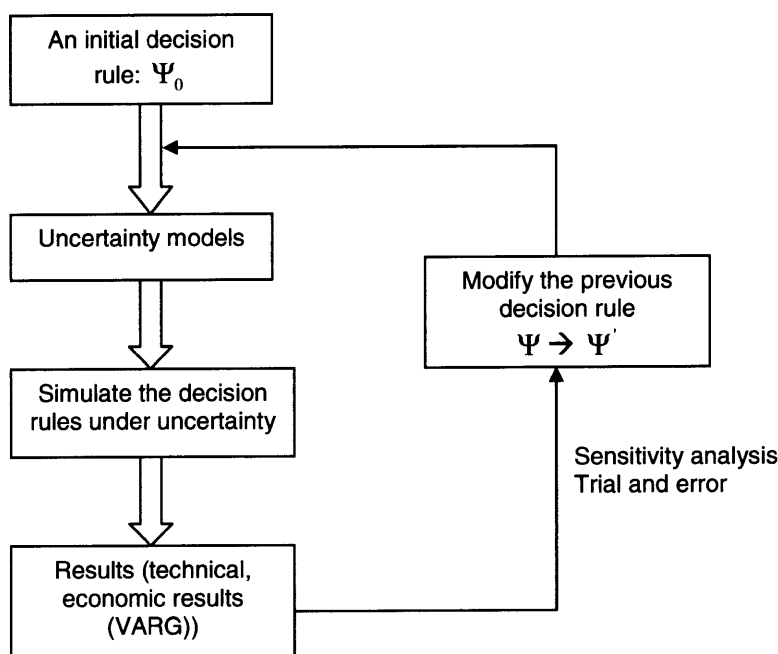 An initial decision
rule: Ψ₀
Uncertainty models
Simulate the decision
rules under uncertainty
Results (technical,
economic results
(VARG))
Modify the previous
decision rule
Ψ → Ψ'
Sensitivity analysis
Trial and error